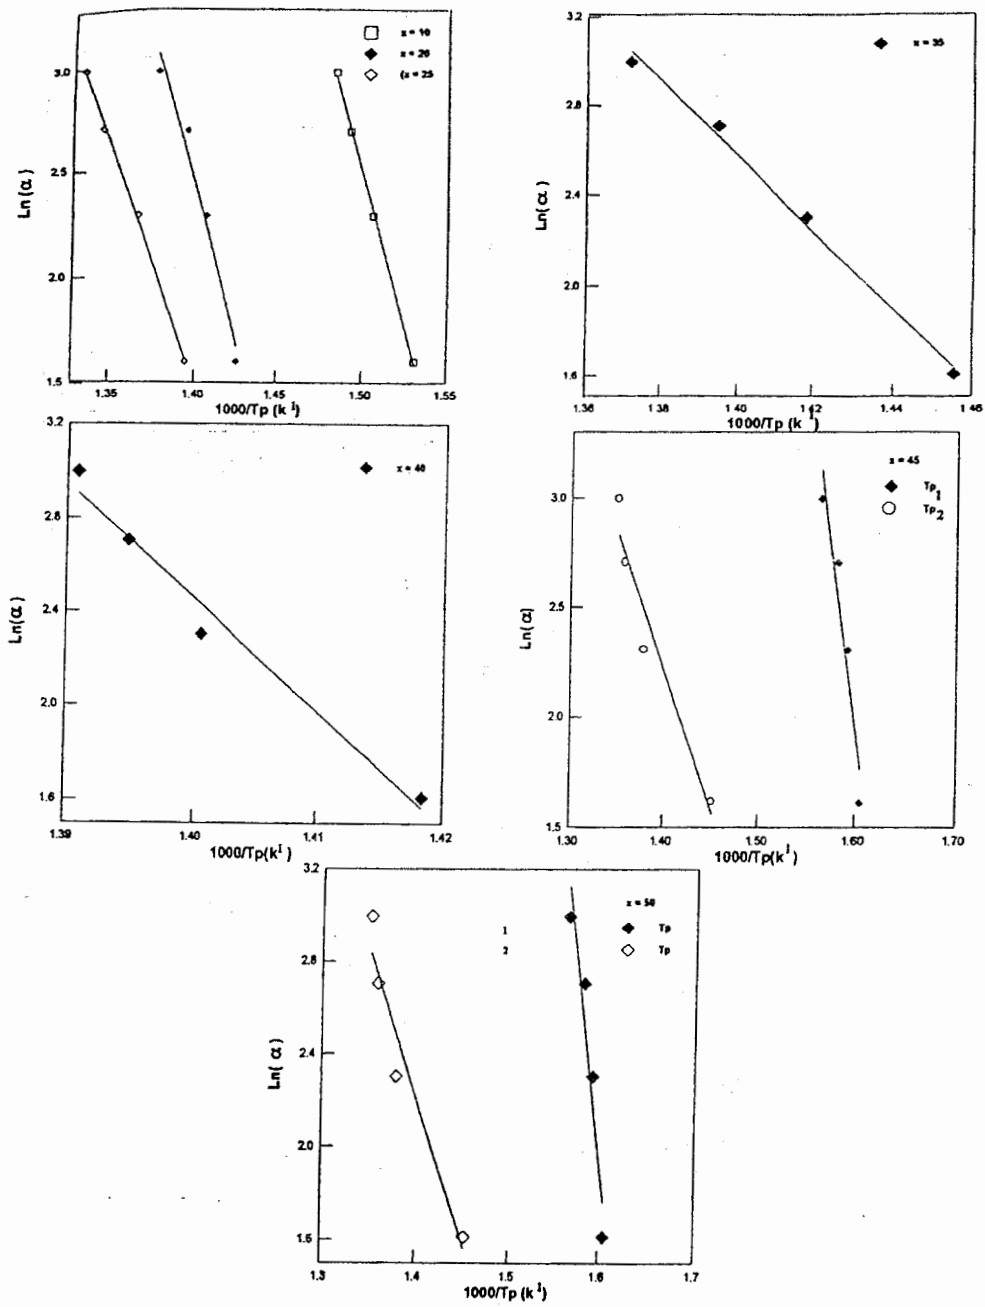 x = 10
x = 20
(x = 25
3.0
2.5
2.0
1.5
Ln(α)
1.35 1.40 1.45 1.50 1.55
1000/Tp (k¹)
x = 35
3.2
2.8
2.4
2.0
1.6
Ln(α)
1.36 1.38 1.40 1.42 1.44 1.46
1000/Tp (k¹)
x = 40
3.2
2.8
2.4
2.0
1.6
Ln(α)
1.39 1.40 1.41 1.42
1000/Tp(k¹)
x = 45
Tp1
Tp2
3.0
2.5
2.0
1.5
Ln(α)
1.30 1.40 1.50 1.60 1.70
1000/Tp(k¹)
x = 50
1 Tp
2 Tp
3.2
2.8
2.4
2.0
1.6
Ln(α)
1.3 1.4 1.5 1.6 1.7
1000/Tp (k¹)